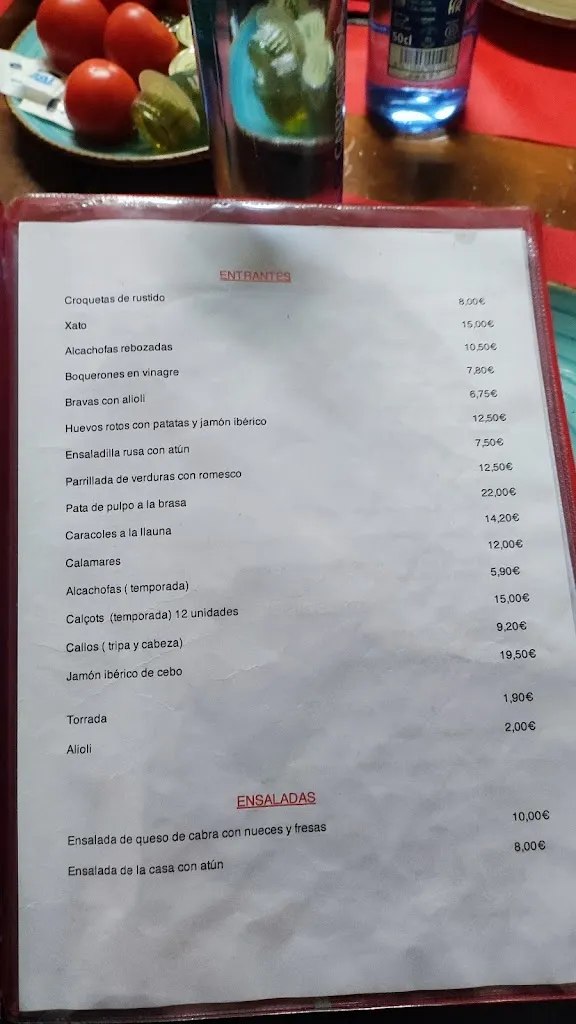 50cl
ENTRANTES
Croquetas de rustido 8,00€
Xato 15,00€
Alcachofas rebozadas 10,50€
Boquerones en vinagre 7,80€
Bravas con alioli 6,75€
Huevos rotos con patatas y jamón ibérico 12,50€
Ensaladilla rusa con atún 7,50€
Parrillada de verduras con romesco 12,50€
Pata de pulpo a la brasa 22,00€
Caracoles a la llauna 14,20€
Calamares 12,00€
Alcachofas ( temporada) 5,90€
Calçots (temporada) 12 unidades 15,00€
Callos ( tripa y cabeza) 9,20€
Jamón ibérico de cebo 19,50€
Torrada 1,90€
Alioli 2,00€
ENSALADAS
Ensalada de queso de cabra con nueces y fresas 10,00€
Ensalada de la casa con atún 8,00€